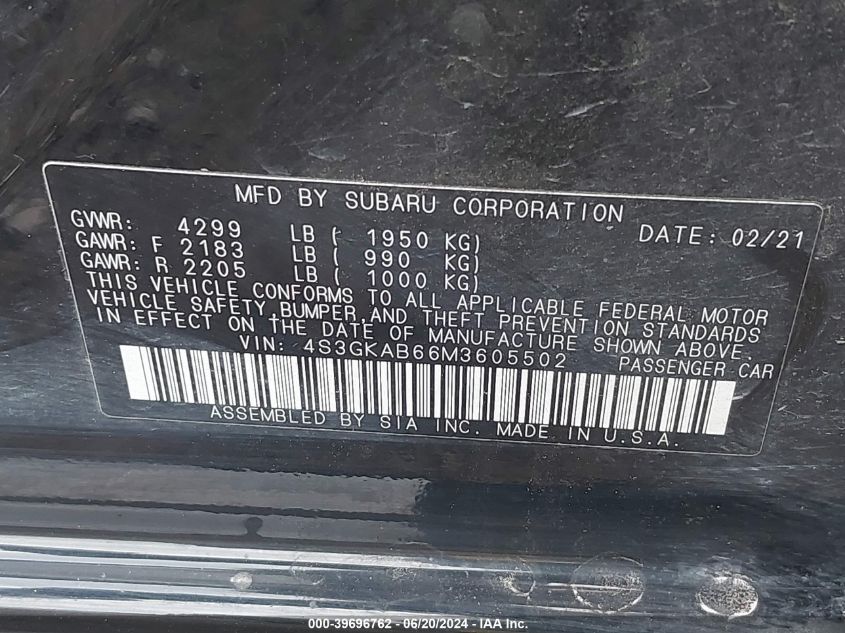 MFD BY SUBARU CORPORATION
GVWR: 4299 LB ( 1950 KG) DATE: 02/21
GAWR: F 2183 LB ( 990 KG)
GAWR: R 2205 LB ( 1000 KG)
THIS VEHICLE CONFORMS TO ALL APPLICABLE FEDERAL MOTOR
VEHICLE SAFETY, BUMPER, AND THEFT PREVENTION STANDARDS
IN EFFECT ON THE DATE OF MANUFACTURE SHOWN ABOVE.
VIN: 4S3GKAB66M3605502 PASSENGER CAR
ASSEMBLED BY SIA INC. MADE IN U.S.A.
000-39696762 - 06/20/2024 - IAA Inc.